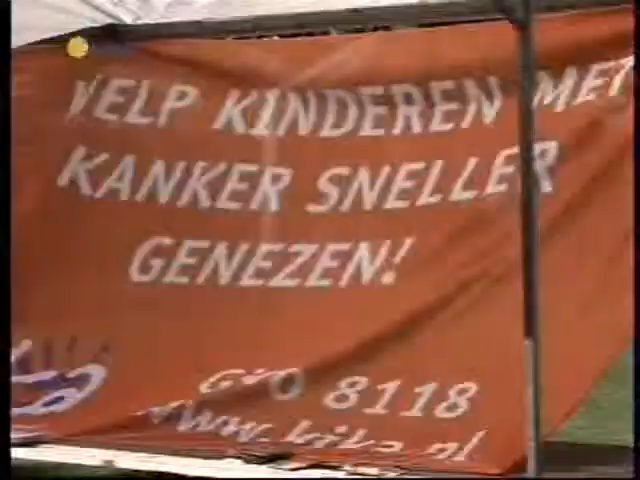 HELP KINDEREN MET
KANKER SNELLER
GENEZEN!
GIRO 8118
www.kika.nl